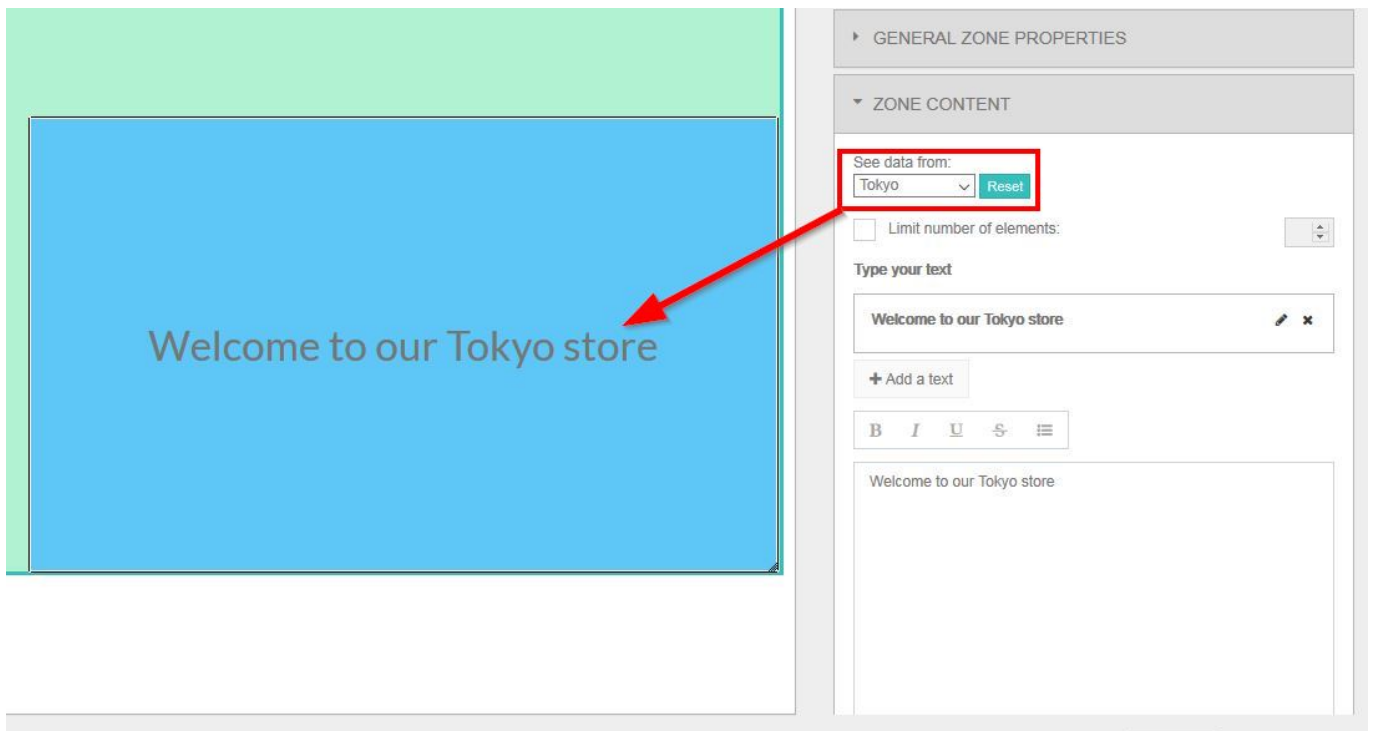 GENERAL ZONE PROPERTIES
ZONE CONTENT
See data from:
Tokyo Reset
Limit number of elements:
Type your text
Welcome to our Tokyo store
+ Add a text
B I U S
Welcome to our Tokyo store
Welcome to our Tokyo store